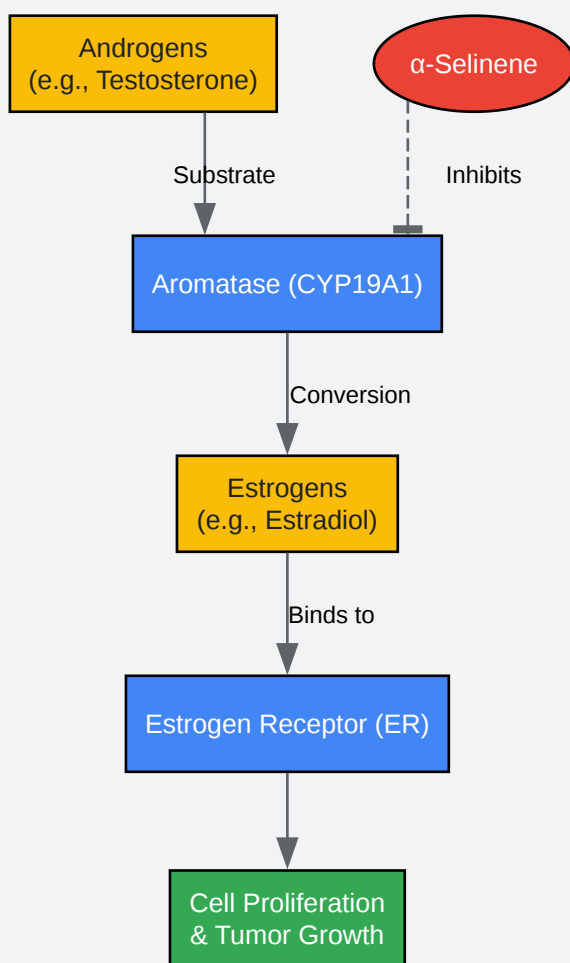 Androgens
(e.g., Testosterone)
α-Selinene
Substrate
Inhibits
Aromatase (CYP19A1)
Conversion
Estrogens
(e.g., Estradiol)
Binds to
Estrogen Receptor (ER)
Cell Proliferation
& Tumor Growth